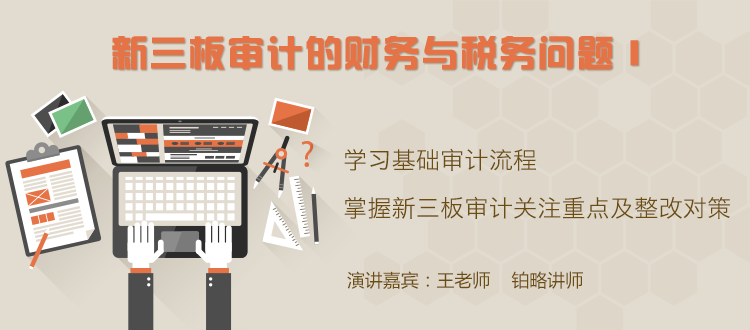 新三板审计的财务与税务问题 I
学习基础审计流程
掌握新三板审计关注重点及整改对策
演讲嘉宾：王老师 铂略讲师